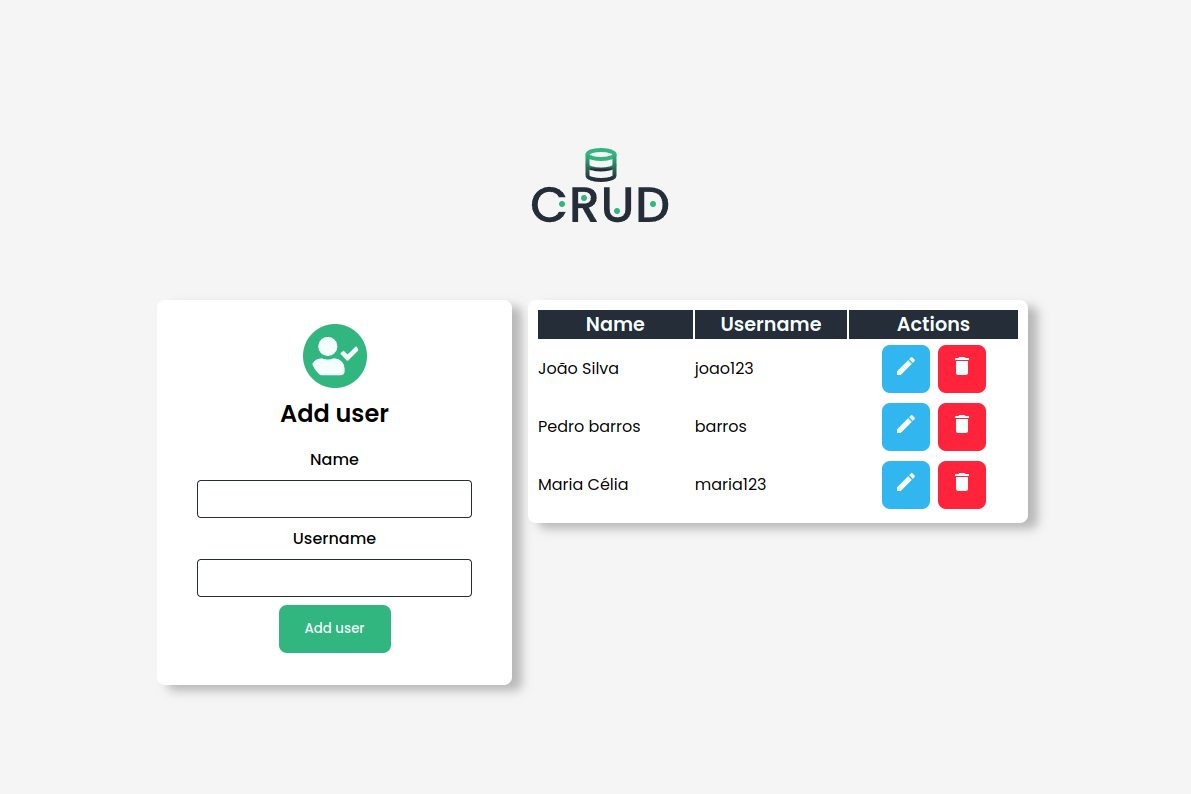 CRUD
Add user
Name
Username
Add user
Name Username Actions
João Silva joao123
Pedro barros barros
Maria Célia maria123